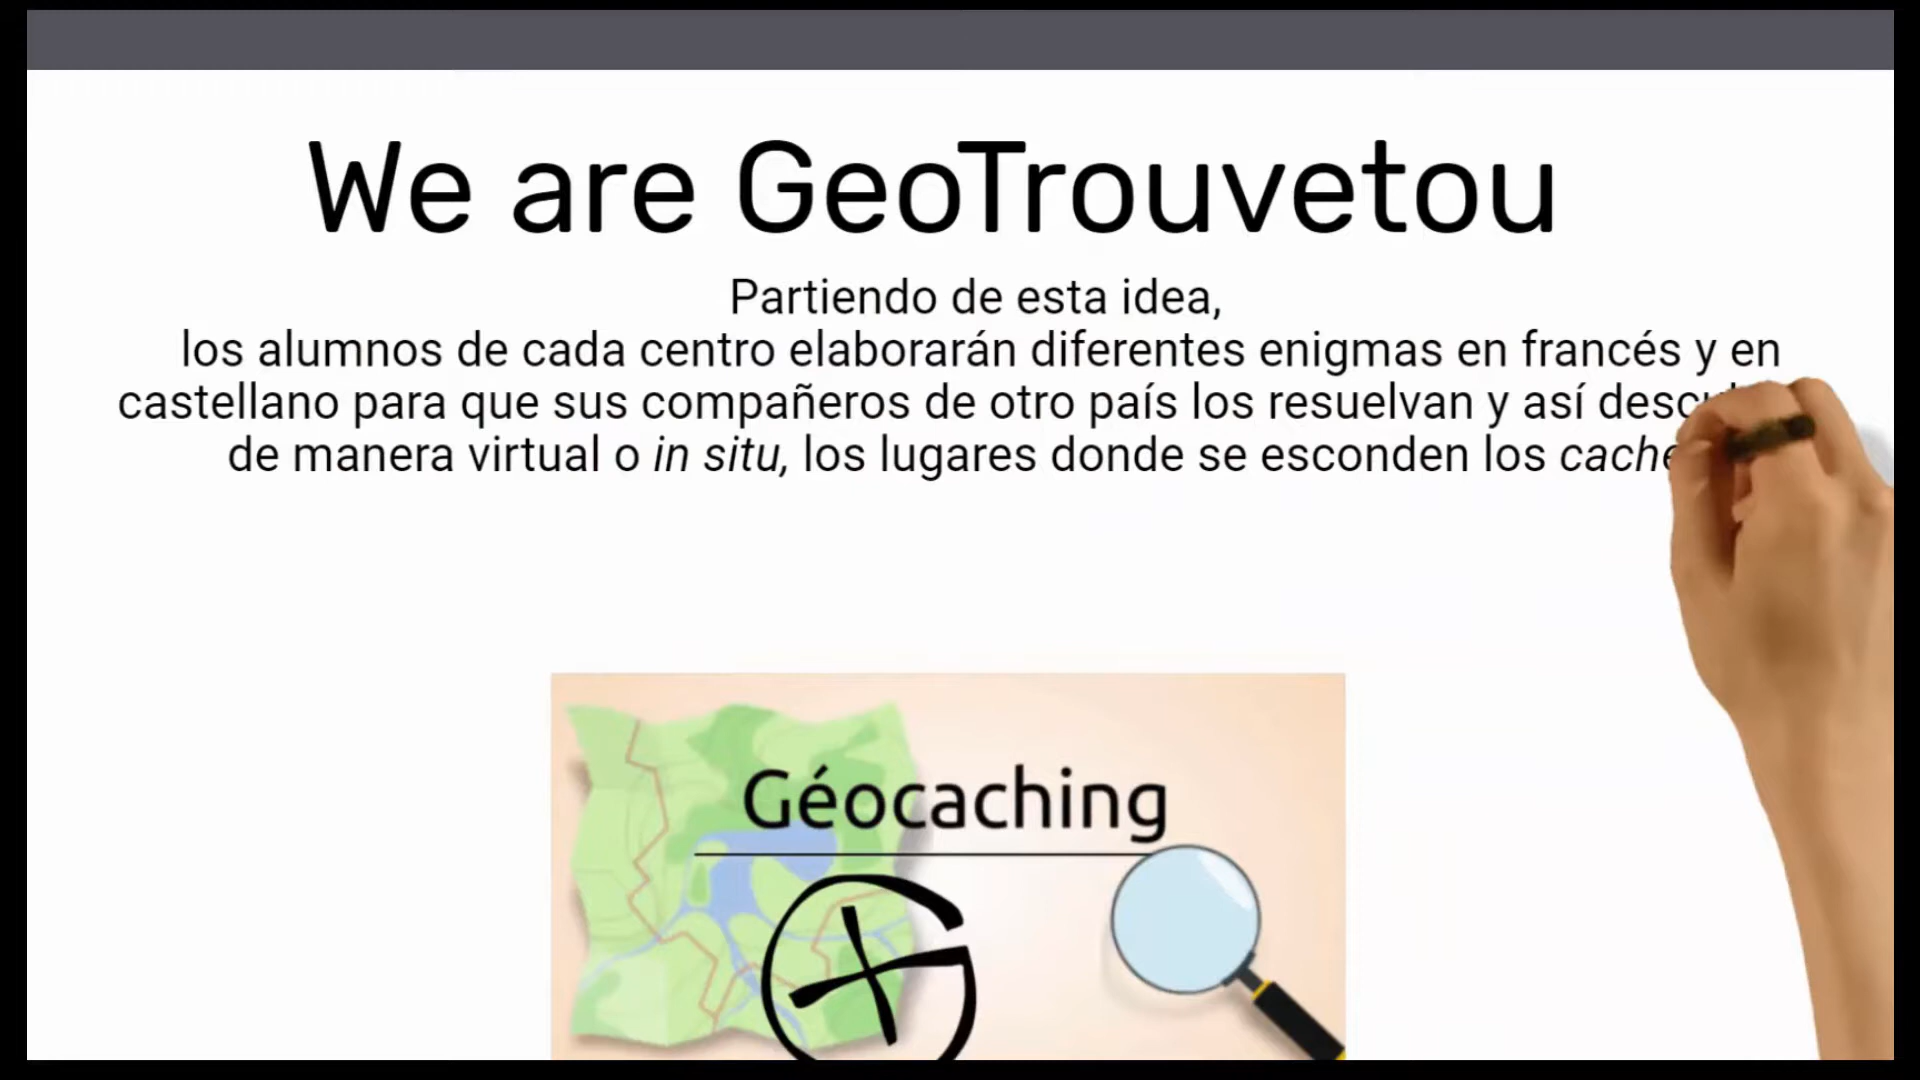 We are GeoTrouvetou
Partiendo de esta idea,
los alumnos de cada centro elaborarán diferentes enigmas en francés y en
castellano para que sus compañeros de otro país los resuelvan y así
de manera virtual o in situ, los lugares donde se esconden los
Géocaching